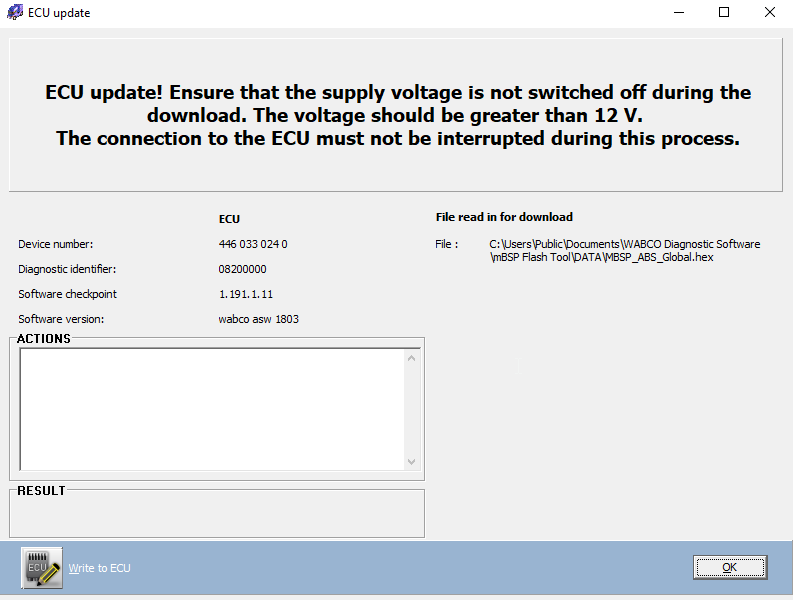 ECU update
ECU update! Ensure that the supply voltage is not switched off during the
download. The voltage should be greater than 12 V.
The connection to the ECU must not be interrupted during this process.
ECU
Device number: 446 033 024 0
Diagnostic identifier: 08200000
Software checkpoint 1.191.1.11
Software version: wabco asw 1803
File read in for download
File : C:\Users\Public\Documents\WABCO Diagnostic Software
\mBSP Flash Tool\DATA\MBSP_ABS_Global.hex
ACTIONS
RESULT
ECU
Write to ECU
OK